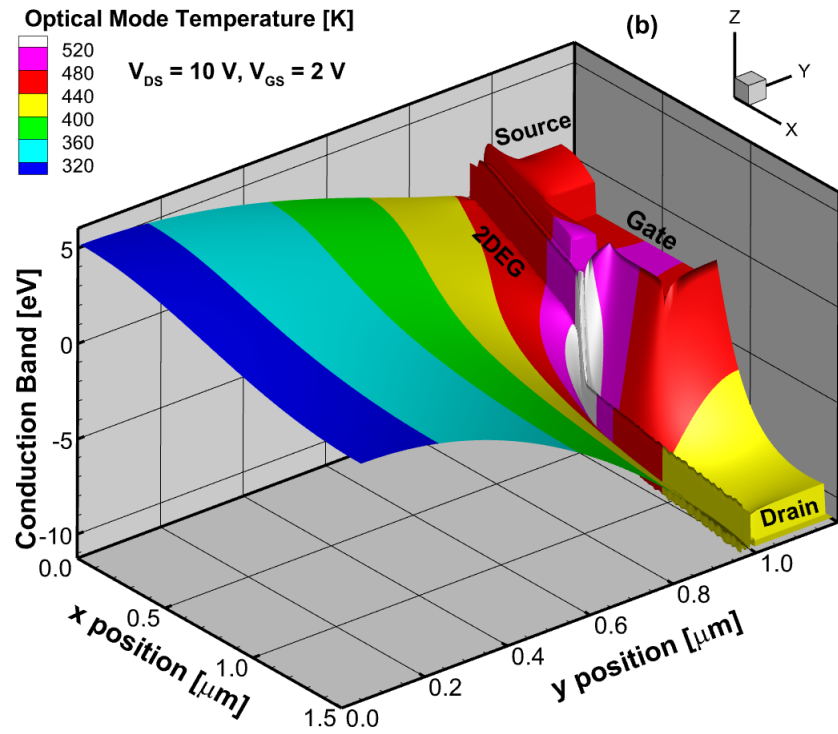 Optical Mode Temperature [K]
(b)
Z
Y
X
520
480
440
400
360
320
V_DS = 10 V, V_GS = 2 V
Source
Gate
2DEG
Drain
Conduction Band [eV]
5
0
-5
-10
0.0
0.5
1.0
1.5
x position [μm]
0.0
0.2
0.4
0.6
0.8
1.0
y position [μm]